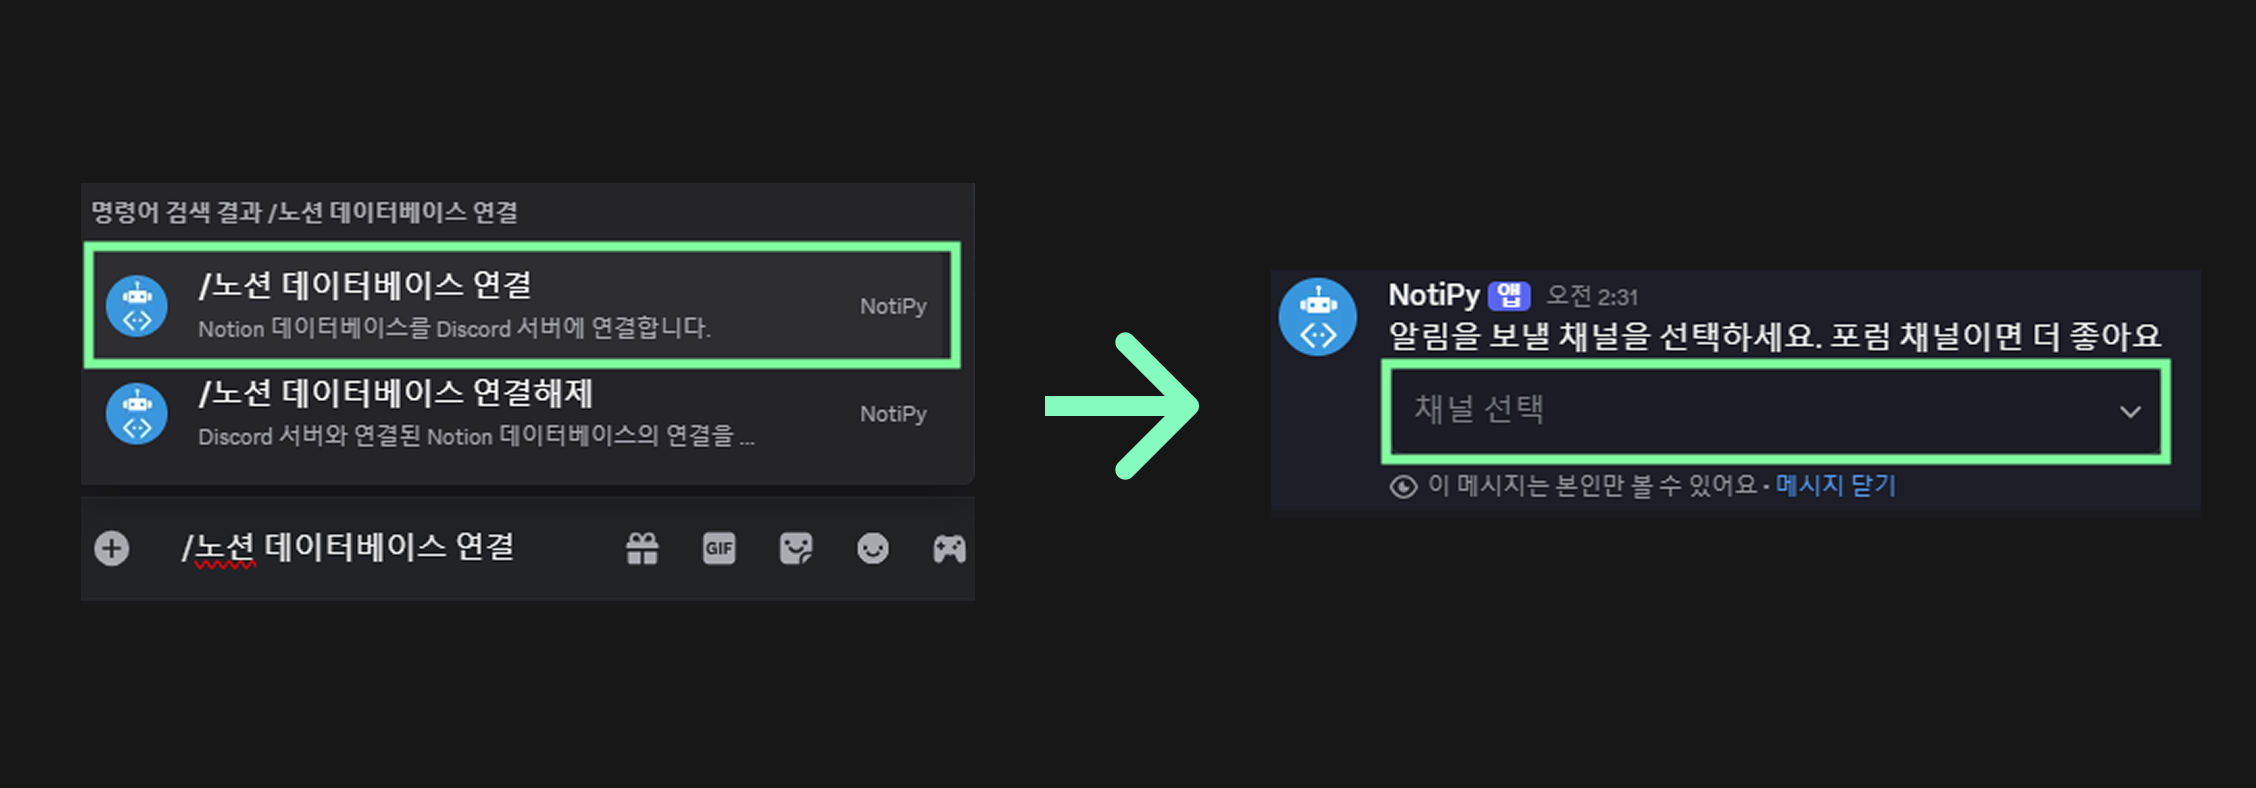 명령어 검색 결과 /노션 데이터베이스 연결
/노션 데이터베이스 연결
Notion 데이터베이스를 Discord 서버에 연결합니다.
NotiPy
/노션 데이터베이스 연결해제
Discord 서버와 연결된 Notion 데이터베이스의 연결을 ...
NotiPy
/노션 데이터베이스 연결
GIF
NotiPy 앱 오전 2:31
알림을 보낼 채널을 선택하세요. 포럼 채널이면 더 좋아요
채널 선택
이 메시지는 본인만 볼 수 있어요 • 메시지 닫기